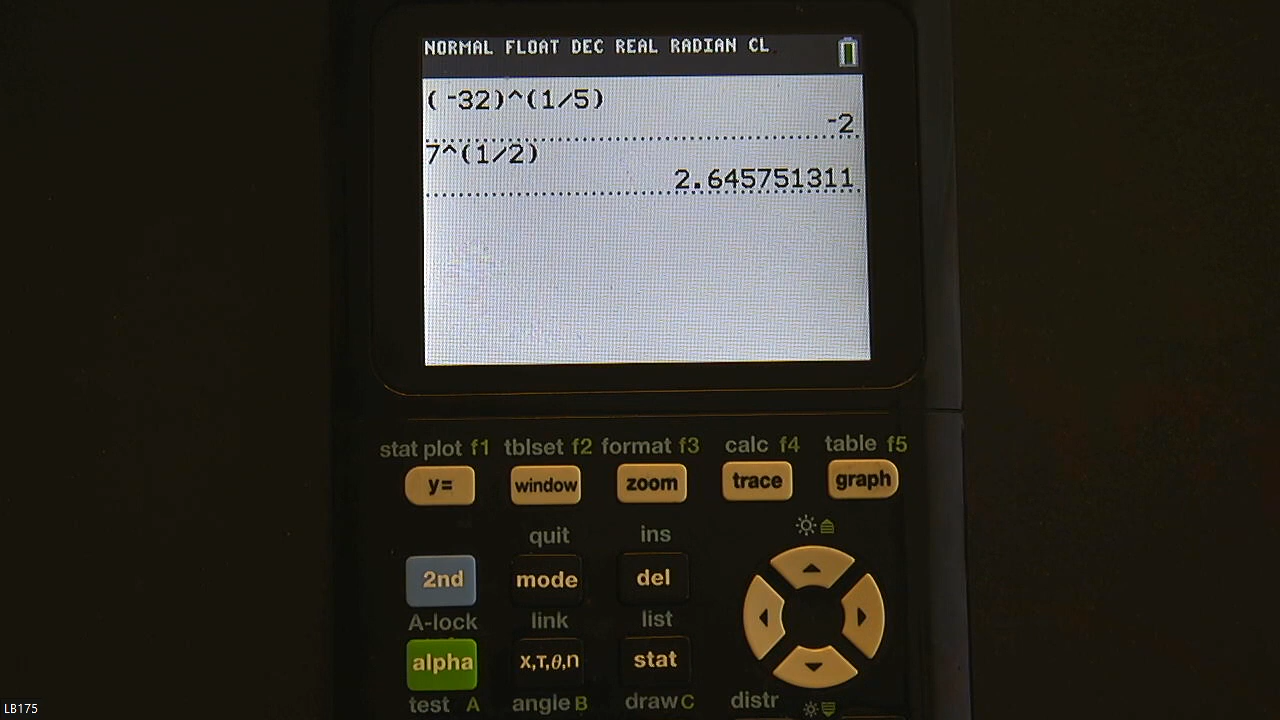 NORMAL FLOAT DEC REAL RADIAN CL
(-32)^(1/5)
-2
7^(1/2)
2.645751311
stat plot f1 tblset f2 format f3 calc f4 table f5
y= window zoom trace graph
quit ins
2nd mode del
A-lock link list
alpha X,T,θ,n stat
test A angle B draw C distr
LB175